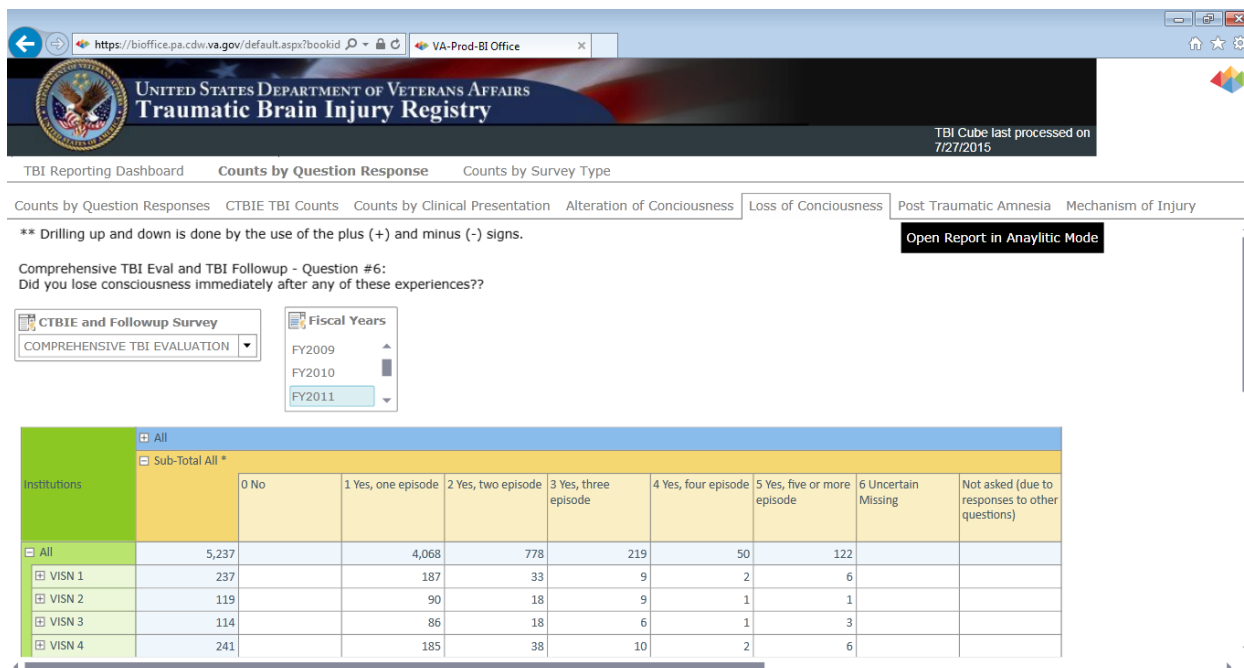 https://bioffice.pa.cdw.va.gov/default.aspx?bookid
VA-Prod-BI Office
UNITED STATES DEPARTMENT OF VETERANS AFFAIRS
Traumatic Brain Injury Registry
TBI Cube last processed on
7/27/2015
TBI Reporting Dashboard Counts by Question Response Counts by Survey Type
Counts by Question Responses CTBIE TBI Counts Counts by Clinical Presentation Alteration of Conciousness Loss of Conciousness Post Traumatic Amnesia Mechanism of Injury
** Drilling up and down is done by the use of the plus (+) and minus (-) signs.
Open Report in Anaylitic Mode
Comprehensive TBI Eval and TBI Followup - Question #6:
Did you lose consciousness immediately after any of these experiences??
CTBIE and Followup Survey
COMPREHENSIVE TBI EVALUATION
Fiscal Years
FY2009
FY2010
FY2011
All
Sub-Total All *
Institutions 0 No 1 Yes, one episode 2 Yes, two episode 3 Yes, three episode 4 Yes, four episode 5 Yes, five or more episode 6 Uncertain Missing Not asked (due to responses to other questions)
All 5,237 4,068 778 219 50 122
VISN 1 237 187 33 9 2 6
VISN 2 119 90 18 9 1 1
VISN 3 114 86 18 6 1 3
VISN 4 241 185 38 10 2 6